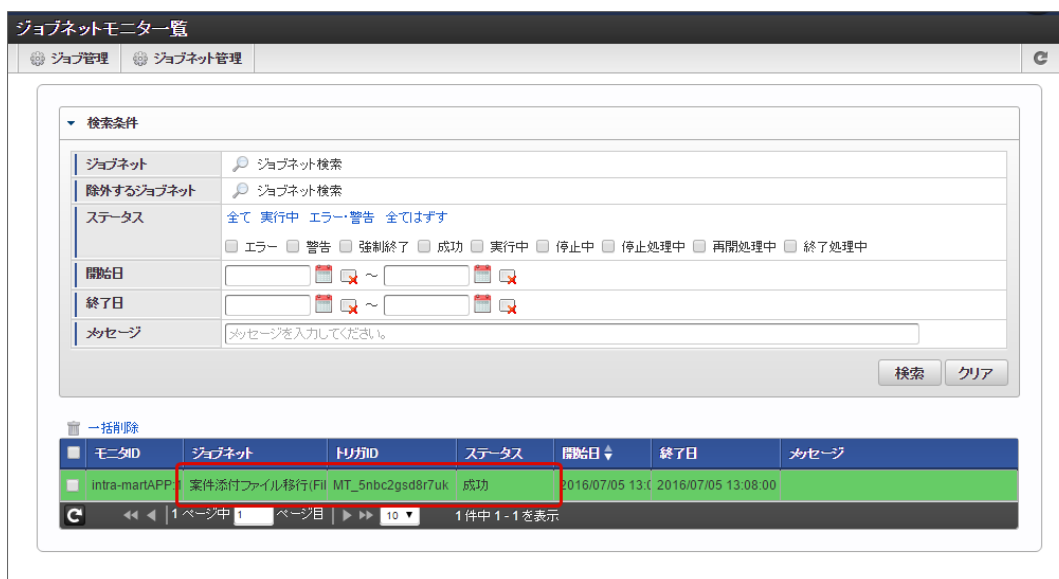 ジョブネットモニター覧
ジョブ管理 ジョブネット管理
検索条件
ジョブネット ジョブネット検索
除外するジョブネット ジョブネット検索
ステータス 全て 実行中 エラー・警告 全てはずす
エラー 警告 強制終了 成功 実行中 停止中 停止処理中 再開処理中 終了処理中
開始日 ～
終了日 ～
メッセージ メッセージを入力してください。
検索 クリア
一括削除
モニタID ジョブネット トリガID ステータス 開始日 終了日 メッセージ
intra-martAPP:1 案件添付ファイル移行(Fil MT_5nbc2gsd8r7uk 成功 2016/07/05 13:0 2016/07/05 13:08:00
1 ページ中 1 ページ目 10 1 件中 1 - 1 を表示